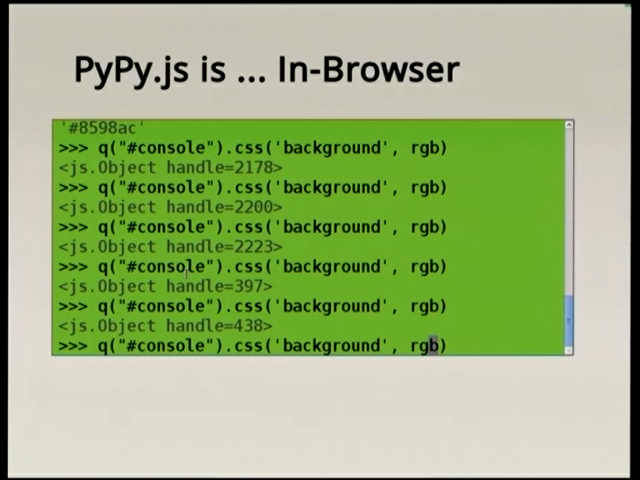 PyPy.js is ... In-Browser
'#8598ac'
>>> q("#console").css('background', rgb)
<js.Object handle=2178>
>>> q("#console").css('background', rgb)
<js.Object handle=2200>
>>> q("#console").css('background', rgb)
<js.Object handle=2223>
>>> q("#console").css('background', rgb)
<js.Object handle=397>
>>> q("#console").css('background', rgb)
<js.Object handle=438>
>>> q("#console").css('background', rgb)